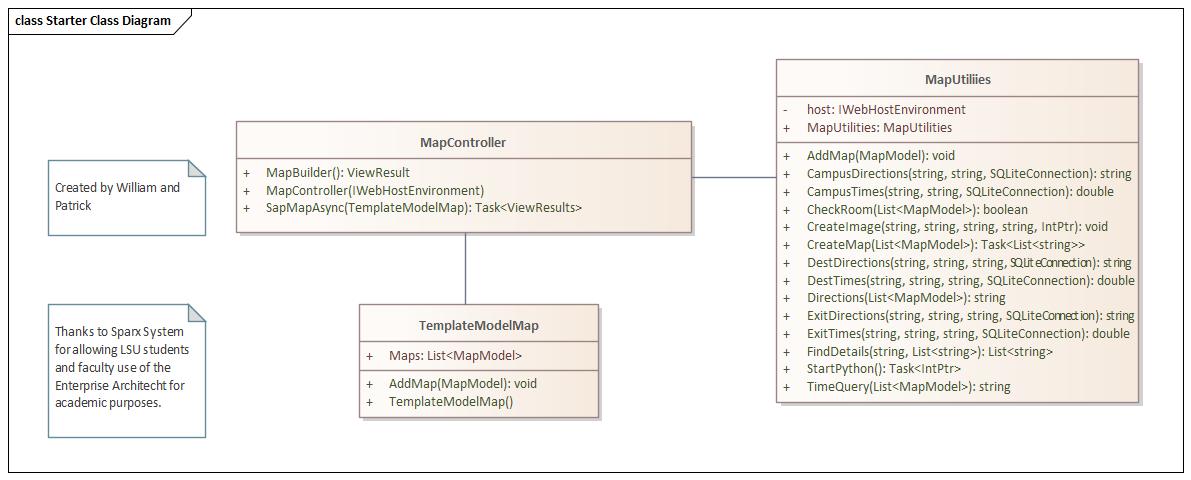 class Starter Class Diagram
Created by William and
Patrick
Thanks to Sparx System
for allowing LSU students
and faculty use of the
Enterprise Architecht for
academic purposes.
MapController
+ MapBuilder(): ViewResult
+ MapController(IWebHostEnvironment)
+ SapMapAsync(TemplateModelMap): Task<ViewResults>
TemplateModelMap
+ Maps: List<MapModel>
+ AddMap(MapModel): void
+ TemplateModelMap()
MapUtiliies
- host: IWebHostEnvironment
+ MapUtilities: MapUtilities
+ AddMap(MapModel): void
+ CampusDirections(string, string, SQLiteConnection): string
+ CampusTimes(string, string, SQLiteConnection): double
+ CheckRoom(List<MapModel>): boolean
+ CreateImage(string, string, string, string, IntPtr): void
+ CreateMap(List<MapModel>): Task<List<string>>
+ DestDirections(string, string, string, SQLiteConnection): string
+ DestTimes(string, string, string, SQLiteConnection): double
+ Directions(List<MapModel>): string
+ ExitDirections(string, string, string, SQLiteConnection): string
+ ExitTimes(string, string, string, SQLiteConnection): double
+ FindDetails(string, List<string>): List<string>
+ StartPython(): Task<IntPtr>
+ TimeQuery(List<MapModel>): string